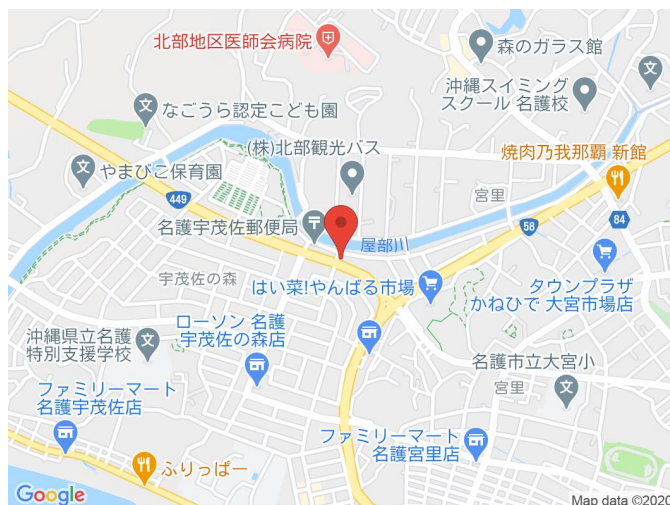 北部地区医師会病院
森のガラス館
沖縄スイミング
スクール 名護校
なごうら認定こども園
(株)北部観光バス
焼肉乃我那覇 新館
やまびこ保育園
宮里
449
名護宇茂佐郵便局
58
84
屋部川
宇茂佐の森
はい菜!やんばる市場
タウンプラザ
かねひで 大宮市場店
ローソン 名護
宇茂佐の森店
沖縄県立名護
特別支援学校
名護市立大宮小
宮里
ファミリーマート
名護宇茂佐店
ファミリーマート
名護宮里店
ふりっぱー
Google
Map data ©2020